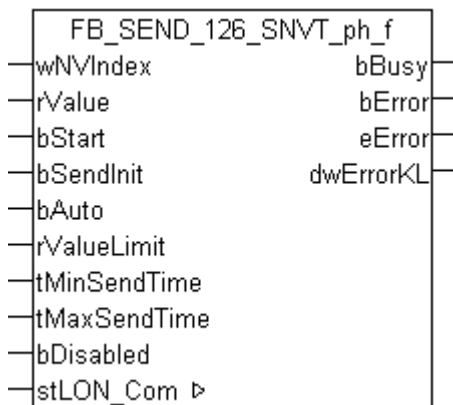 FB_SEND_126_SNVT_ph_f
wNVIndex bBusy
rValue bError
bStart eError
bSendInit dwErrorKL
bAuto
rValueLimit
tMinSendTime
tMaxSendTime
bDisabled
stLON_Com ▷